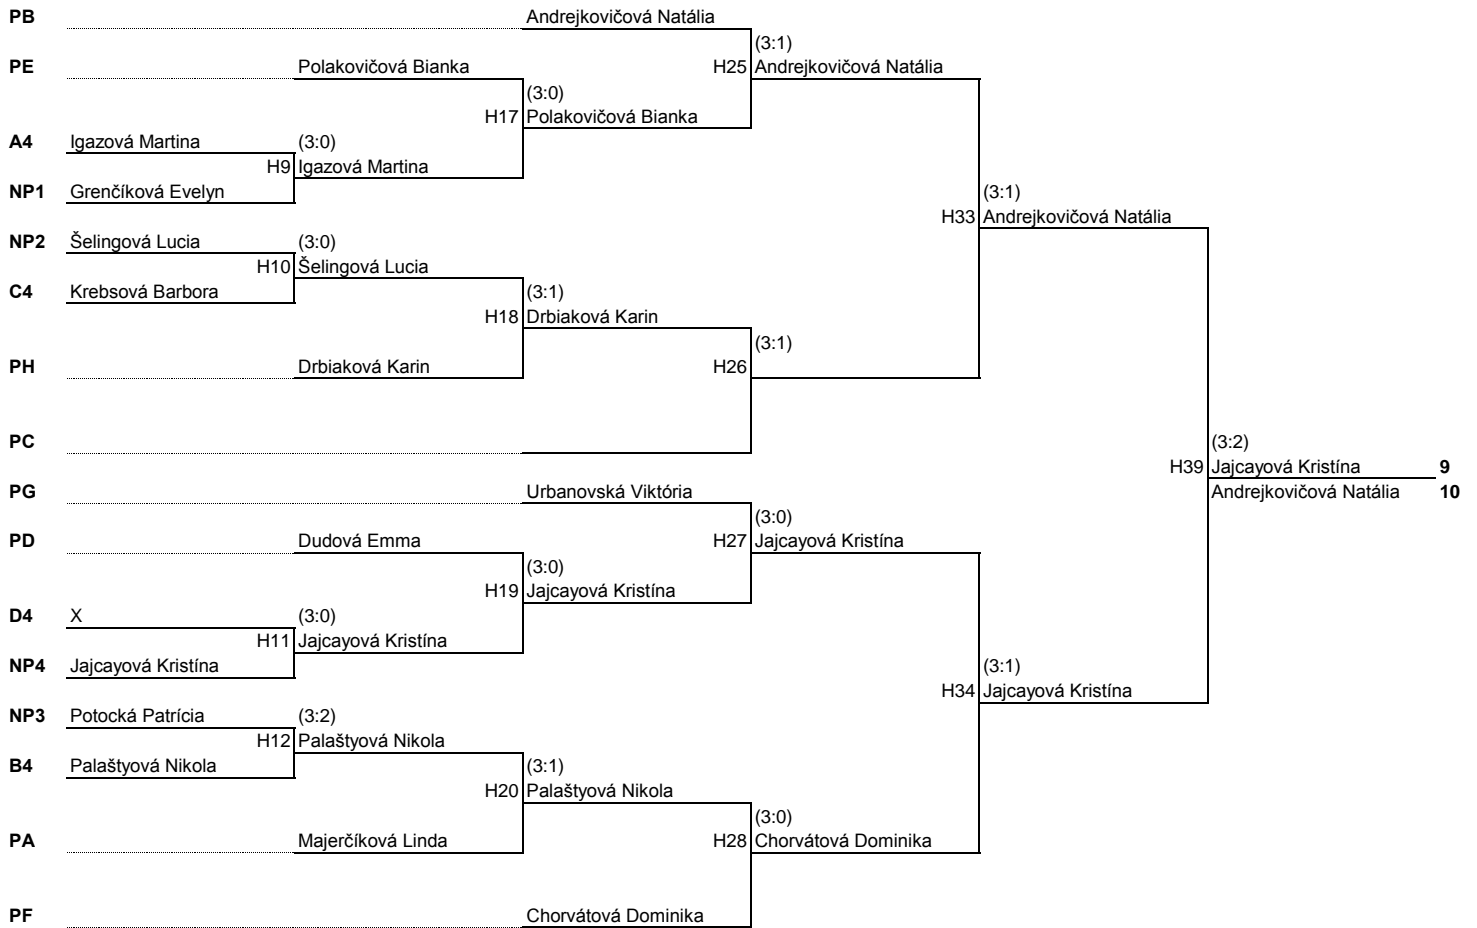 PB Andrejkovičová Natália
(3:1)
PE Polakovičová Bianka H25 Andrejkovičová Natália
(3:0)
H17 Polakovičová Bianka
A4 Igazová Martina (3:0)
H9 Igazová Martina
NP1 Grenčíková Evelyn (3:1)
H33 Andrejkovičová Natália
NP2 Šelingová Lucia (3:0)
H10 Šelingová Lucia
C4 Krebsová Barbora (3:1)
H18 Drbiaková Karin
(3:1)
PH Drbiaková Karin H26
PC (3:2)
H39 Jajcayová Kristína 9
PG Urbanovská Viktória Andrejkovičová Natália 10
(3:0)
PD Dudová Emma H27 Jajcayová Kristína
(3:0)
H19 Jajcayová Kristína
D4 X (3:0)
H11 Jajcayová Kristína
NP4 Jajcayová Kristína (3:1)
H34 Jajcayová Kristína
NP3 Potocká Patrícia (3:2)
H12 Palaštyová Nikola
B4 Palaštyová Nikola (3:1)
H20 Palaštyová Nikola
(3:0)
PA Majerčíková Linda H28 Chorvátová Dominika
PF Chorvátová Dominika